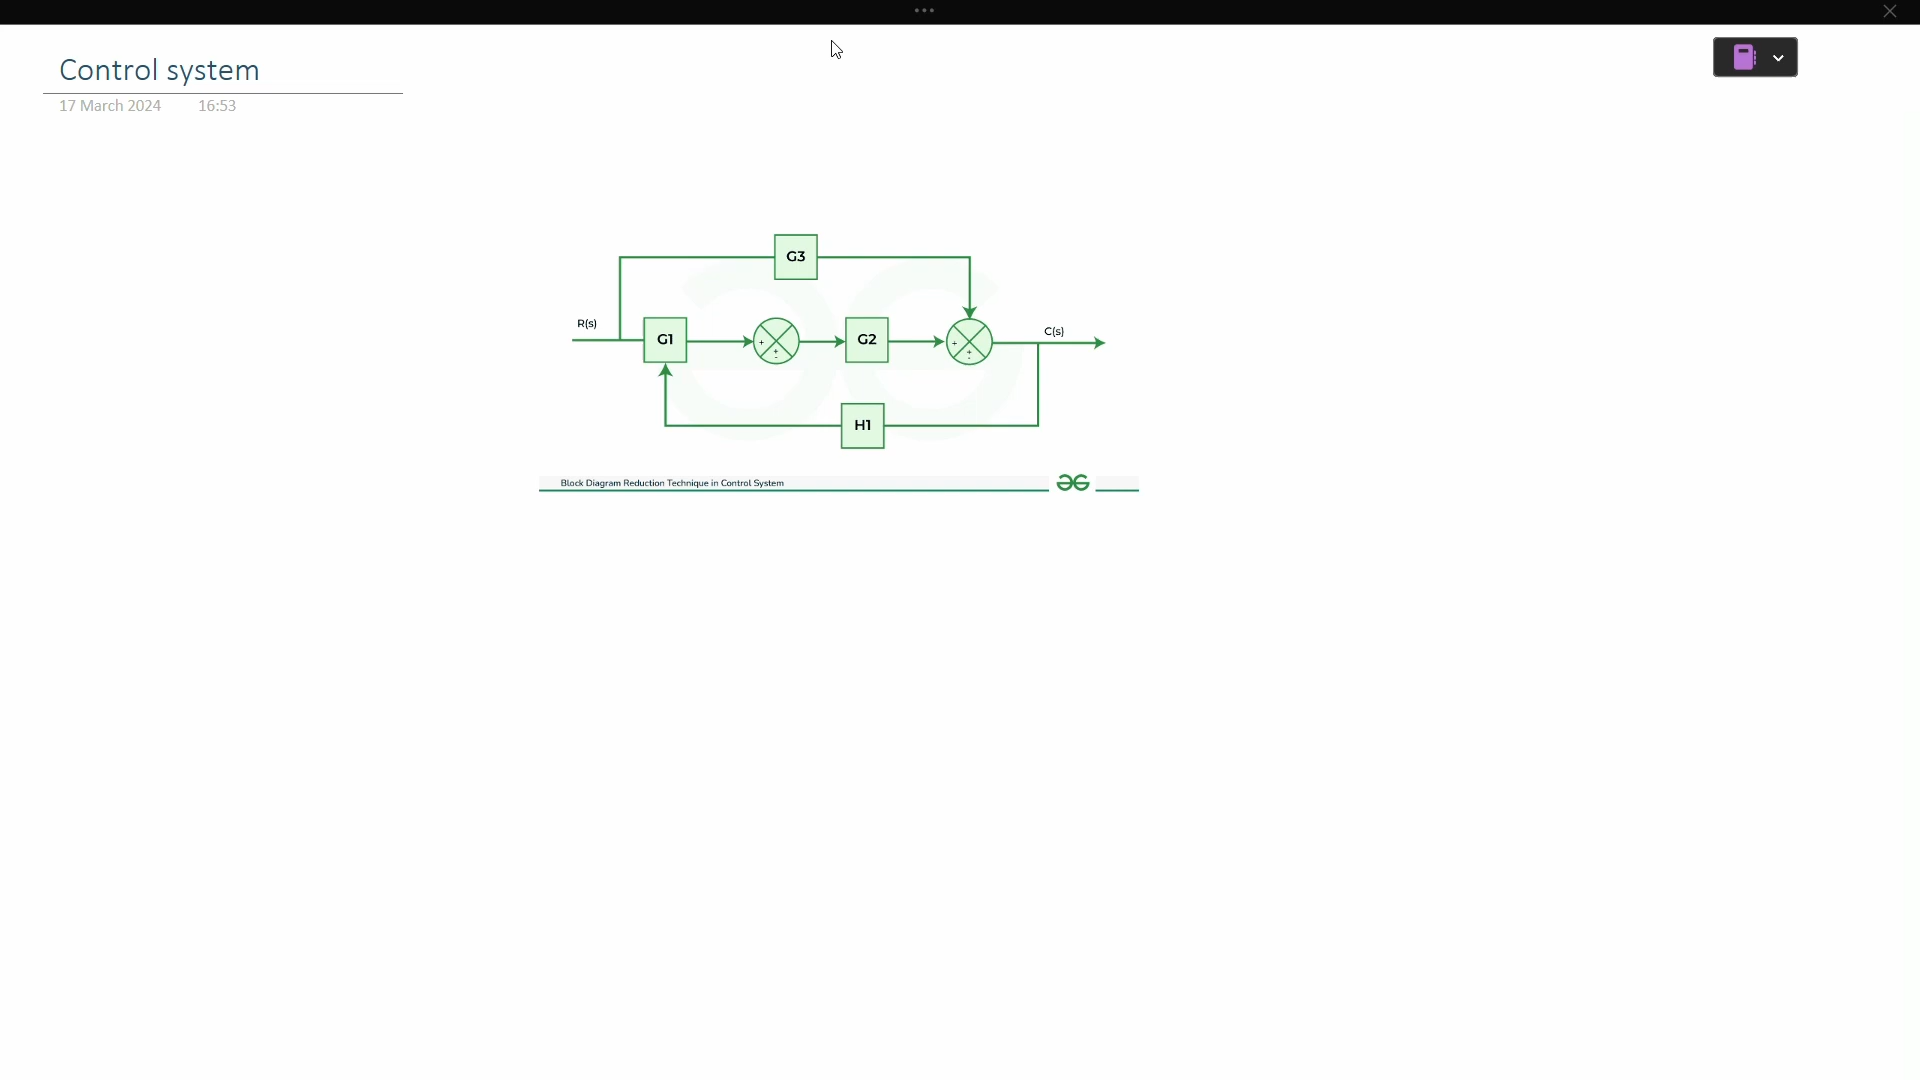 Control system
17 March 2024 16:53
G3
R(s)
G1
+
+
-
G2
+
+
-
C(s)
H1
Block Diagram Reduction Technique in Control System